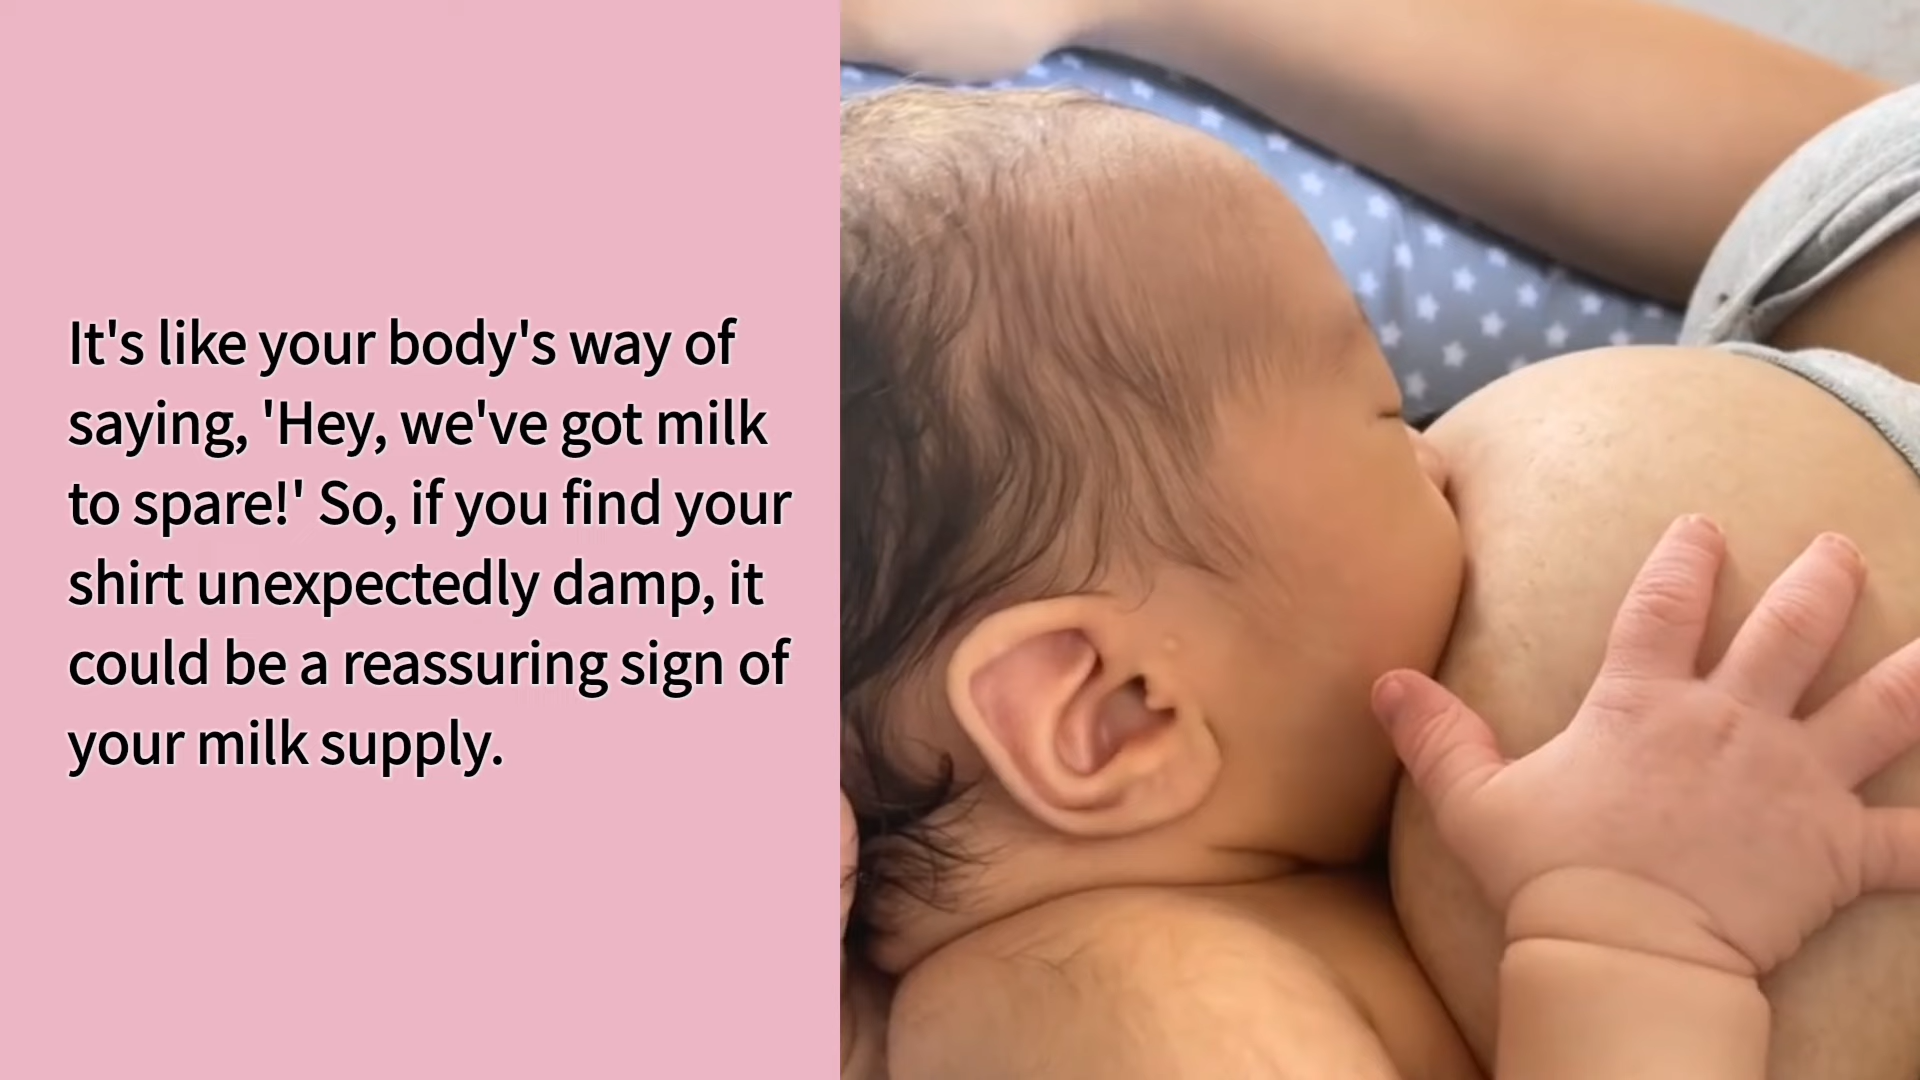 It's like your body's way of
saying, 'Hey, we've got milk
to spare!' So, if you find your
shirt unexpectedly damp, it
could be a reassuring sign of
your milk supply.